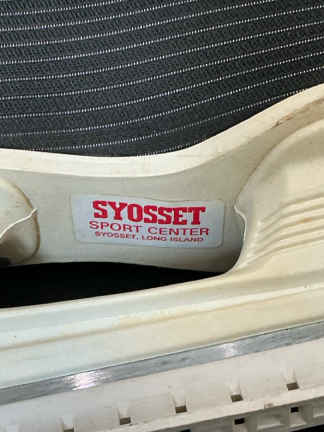 SYOSSET
SPORT CENTER
SYOSSET, LONG ISLAND